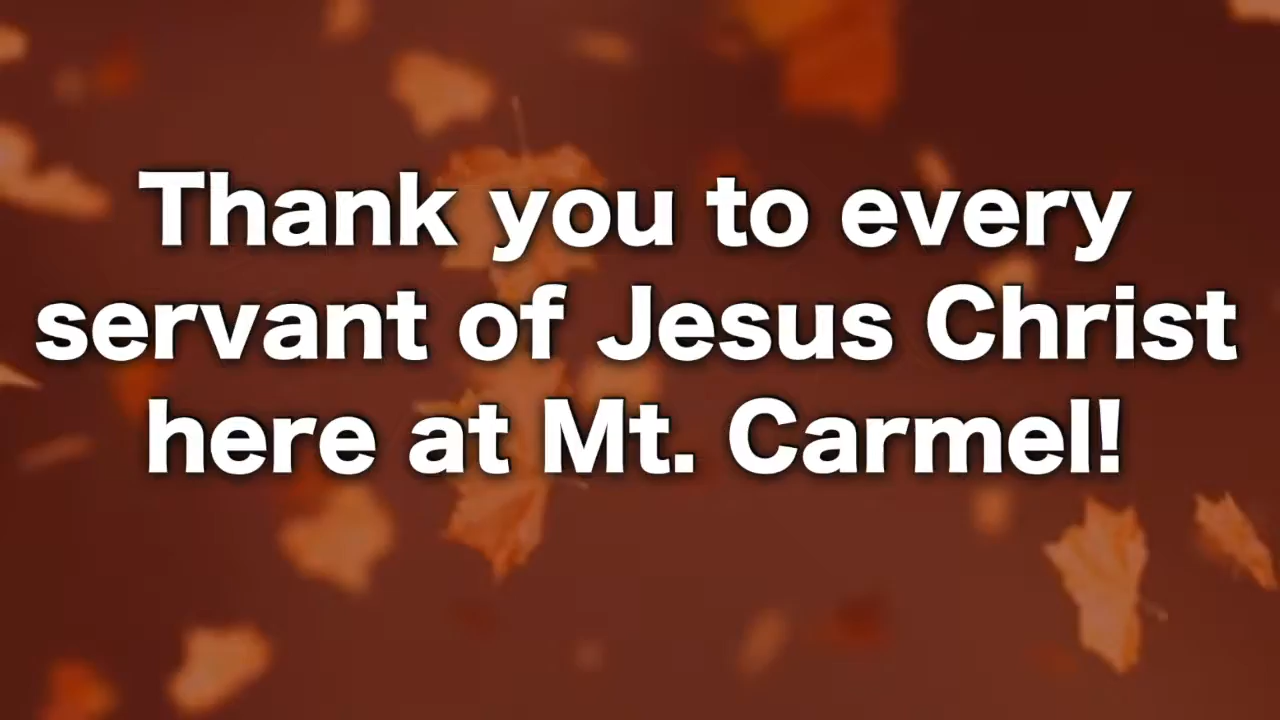 Thank you to every
servant of Jesus Christ
here at Mt. Carmel!